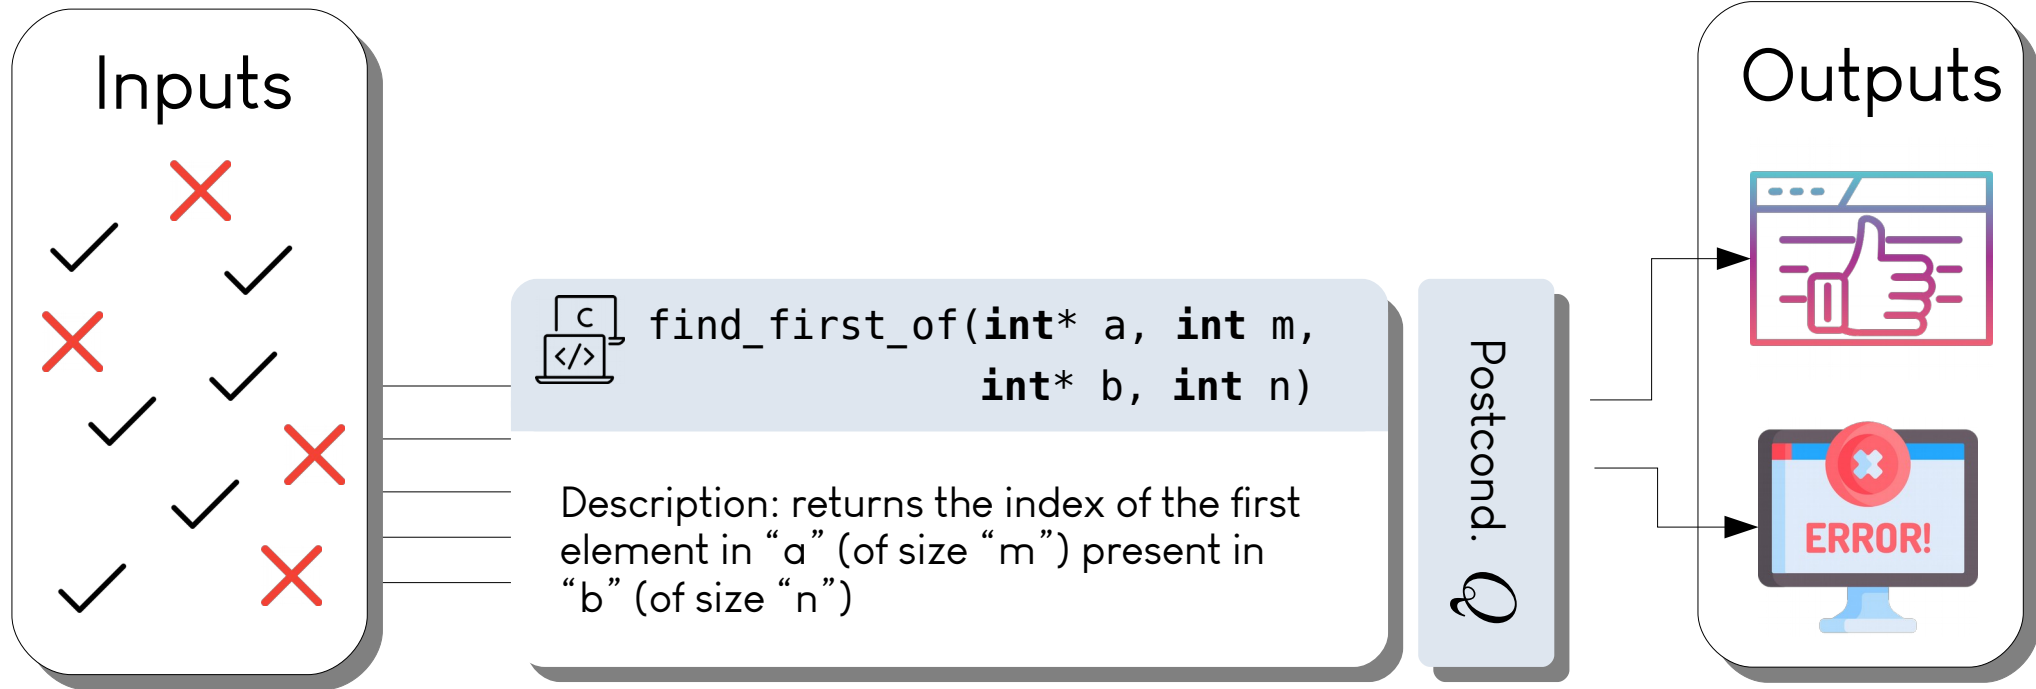 Inputs
C
</>
find_first_of(int* a, int m,
int* b, int n)
Description: returns the index of the first
element in “a” (of size “m”) present in
“b” (of size “n”)
Postcond. Q
Outputs
ERROR!